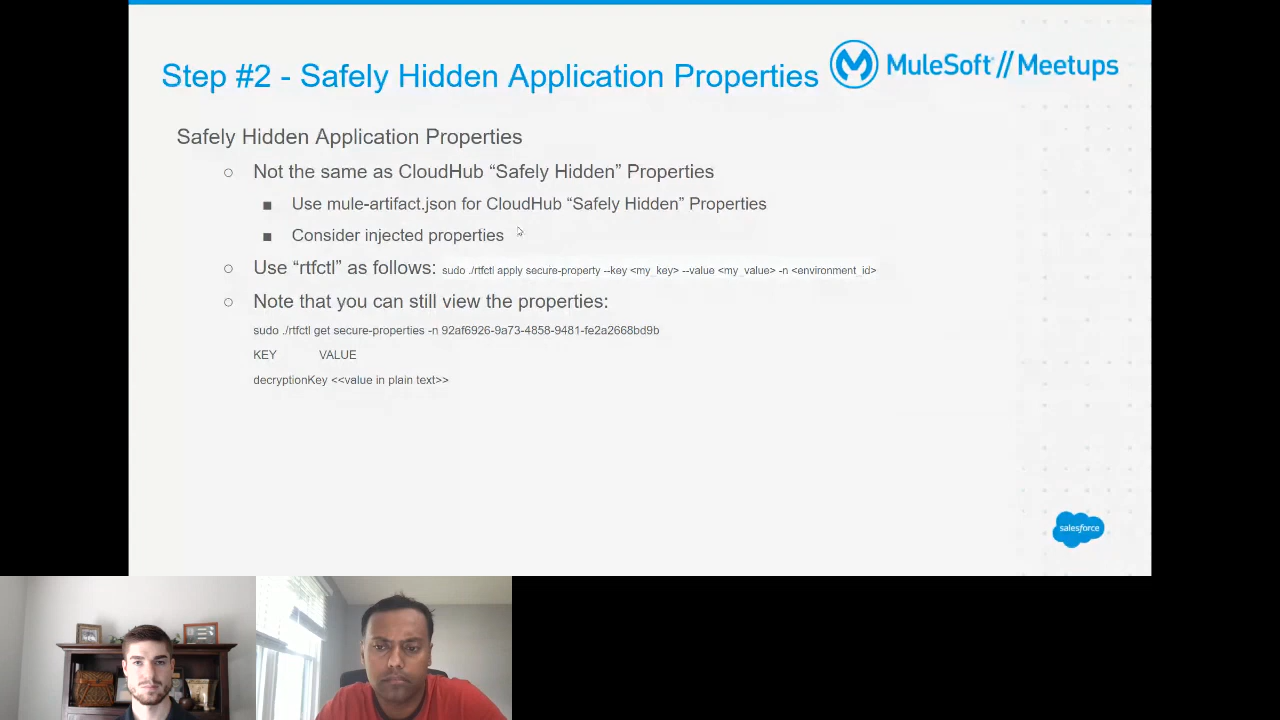 Step #2 - Safely Hidden Application Properties
MuleSoft // Meetups
Safely Hidden Application Properties
Not the same as CloudHub “Safely Hidden” Properties
Use mule-artifact.json for CloudHub “Safely Hidden” Properties
Consider injected properties
Use “rtfctl” as follows: sudo ./rtfctl apply secure-property --key <my_key> --value <my_value> -n <environment_id>
Note that you can still view the properties:
sudo ./rtfctl get secure-properties -n 92af6926-9a73-4858-9481-fe2a2668bd9b
KEY VALUE
decryptionKey <<value in plain text>>
salesforce